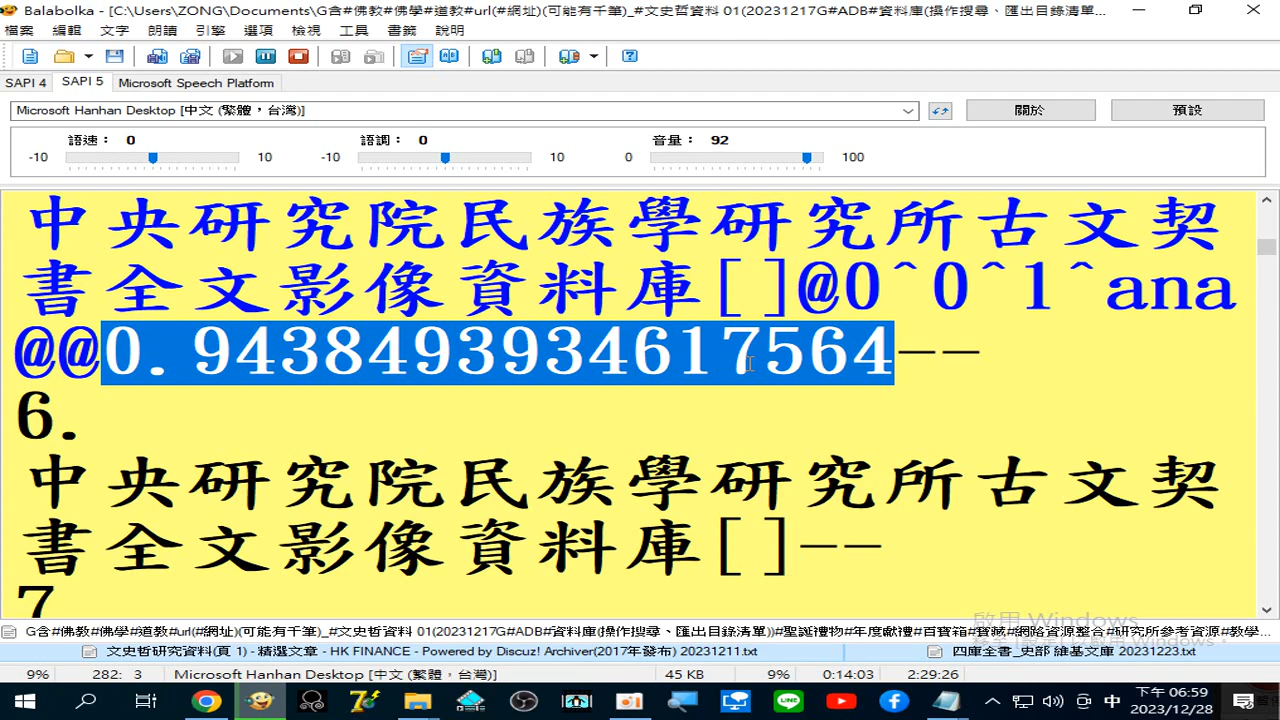 Balabolka - [C:\Users\ZONG\Documents\G含#佛教#佛學#道教#url(#網址)(可能有千筆)_#文史哲資料 01(20231217G#ADB#資料庫(操作搜尋、匯出目錄清單...
檔案 編輯 文字 朗讀 引擎 選項 檢視 工具 書籤 說明
SAPI 4 SAPI 5 Microsoft Speech Platform
Microsoft Hanhan Desktop [中文 (繁體，台灣)] 關於 預設
語速： 0 語調： 0 音量： 92
-10 10 -10 10 0 100
中央研究院民族學研究所古文契
書全文影像資料庫[]@0^0^1^ana
@@0.9438493934617564--
6.
中央研究院民族學研究所古文契
書全文影像資料庫[]--
7
啟用 Windows
G含#佛教#佛學#道教#url(#網址)(可能有千筆)_#文史哲資料 01(20231217G#ADB#資料庫(操作搜尋、匯出目錄清單))#聖誕禮物#年度獻禮#百寶箱#寶城#網路資源整合#研究所參考資源#教學...
文史哲研究資料(頁 1) - 精選文章 - HK FINANCE - Powered by Discuz! Archiver(2017年發布) 20231211.txt 四庫全書_史部 維基文庫 20231223.txt
9% 282: 3 Microsoft Hanhan Desktop [中文 (繁體，台灣)] 45 KB 9% 0:14:03 2:29:26
中 下午 06:59
2023/12/28